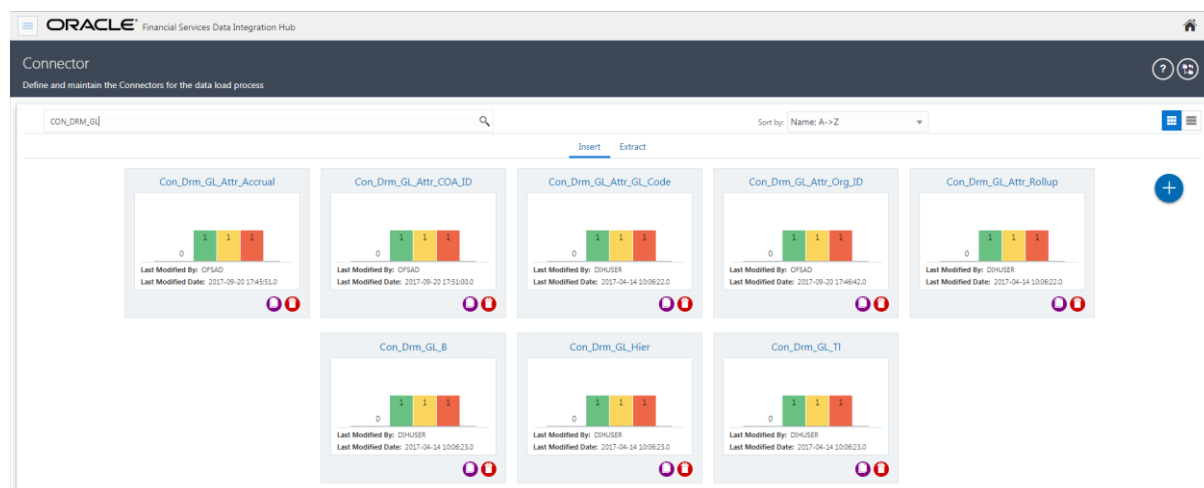 ORACLE® Financial Services Data Integration Hub
Connector
Define and maintain the Connectors for the data load process
?
CON_DRM_GL
Sort by: Name: A->Z
Insert Extract
Con_Drm_GL_Attr_Accrual
0 1 1 1
Last Modified By: OFSAD
Last Modified Date: 2017-09-20 17:45:51.0
Con_Drm_GL_Attr_COA_ID
0 1 1 1
Last Modified By: OFSAD
Last Modified Date: 2017-09-20 17:51:00.0
Con_Drm_GL_Attr_GL_Code
0 1 1 1
Last Modified By: DIHUSER
Last Modified Date: 2017-04-14 10:06:22.0
Con_Drm_GL_Attr_Org_ID
0 1 1 1
Last Modified By: OFSAD
Last Modified Date: 2017-09-20 17:46:42.0
Con_Drm_GL_Attr_Rollup
0 1 1 1
Last Modified By: DIHUSER
Last Modified Date: 2017-04-14 10:06:22.0
Con_Drm_GL_B
0 1 1 1
Last Modified By: DIHUSER
Last Modified Date: 2017-04-14 10:06:23.0
Con_Drm_GL_Hier
0 1 1 1
Last Modified By: DIHUSER
Last Modified Date: 2017-04-14 10:06:23.0
Con_Drm_GL_Tl
0 1 1 1
Last Modified By: DIHUSER
Last Modified Date: 2017-04-14 10:06:23.0